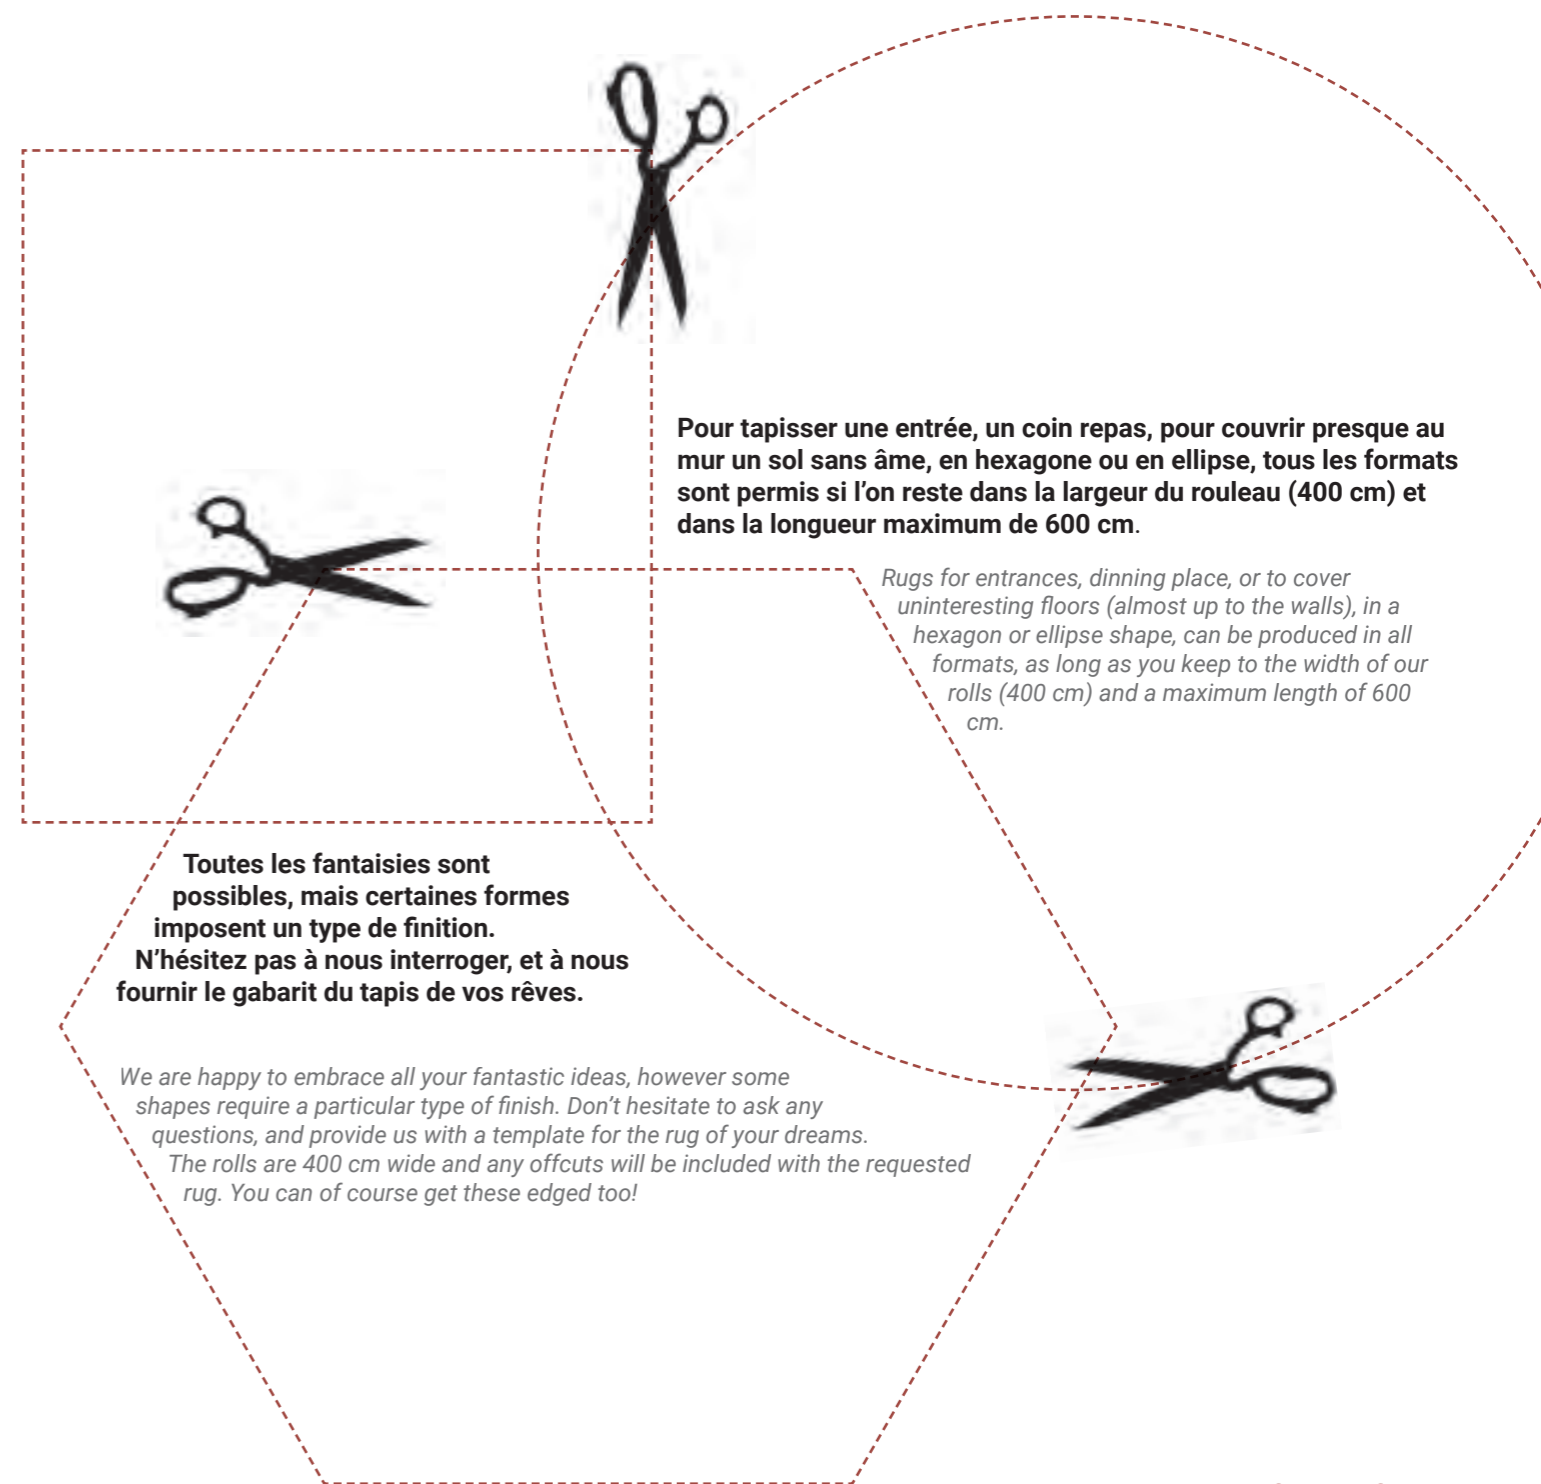 Pour tapisser une entrée, un coin repas, pour couvrir presque au
mur un sol sans âme, en hexagone ou en ellipse, tous les formats
sont permis si l’on reste dans la largeur du rouleau (400 cm) et
dans la longueur maximum de 600 cm.
Rugs for entrances, dinning place, or to cover
uninteresting floors (almost up to the walls), in a
hexagon or ellipse shape, can be produced in all
formats, as long as you keep to the width of our
rolls (400 cm) and a maximum length of 600
cm.
Toutes les fantaisies sont
possibles, mais certaines formes
imposent un type de finition.
N’hésitez pas à nous interroger, et à nous
fournir le gabarit du tapis de vos rêves.
We are happy to embrace all your fantastic ideas, however some
shapes require a particular type of finish. Don’t hesitate to ask any
questions, and provide us with a template for the rug of your dreams.
The rolls are 400 cm wide and any offcuts will be included with the requested
rug. You can of course get these edged too!